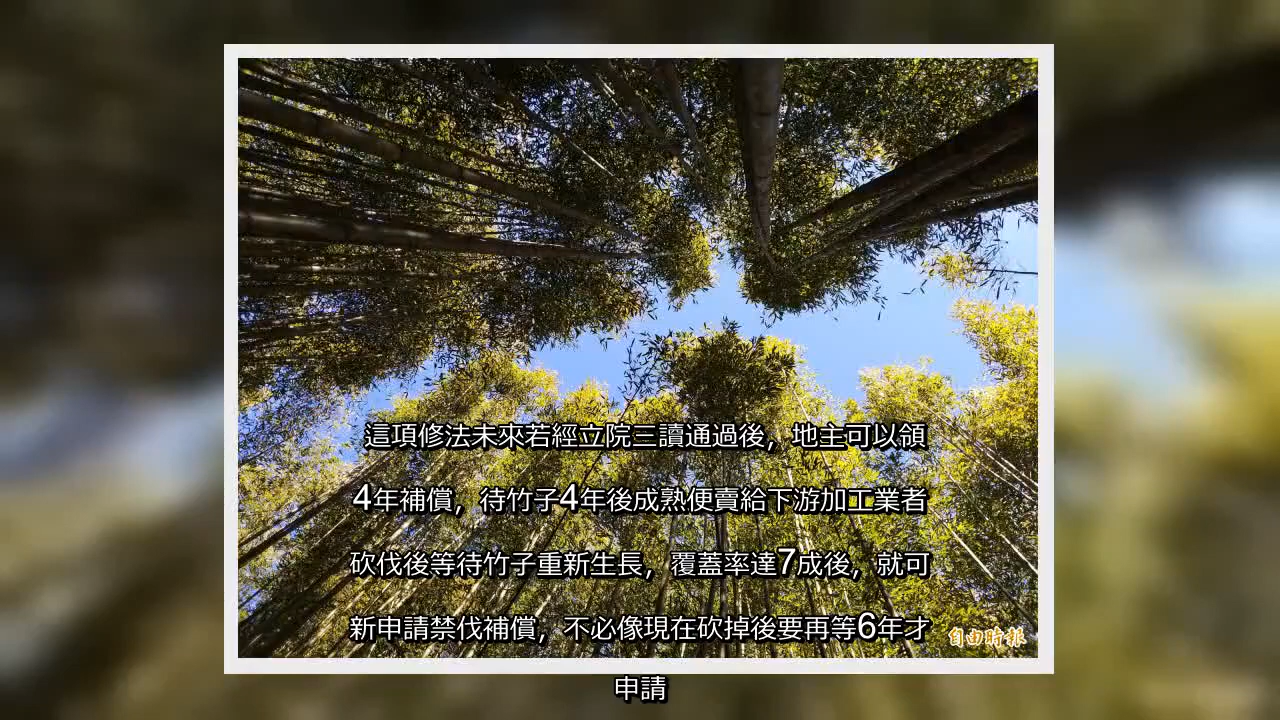 這項修法未來若經立院三讀通過後，地主可以領
4年補償，待竹子4年後成熟便賣給下游加工業者
砍伐後等待竹子重新生長，覆蓋率達7成後，就可
新申請禁伐補償，不必像現在砍掉後要再等6年才
申請
自由時報